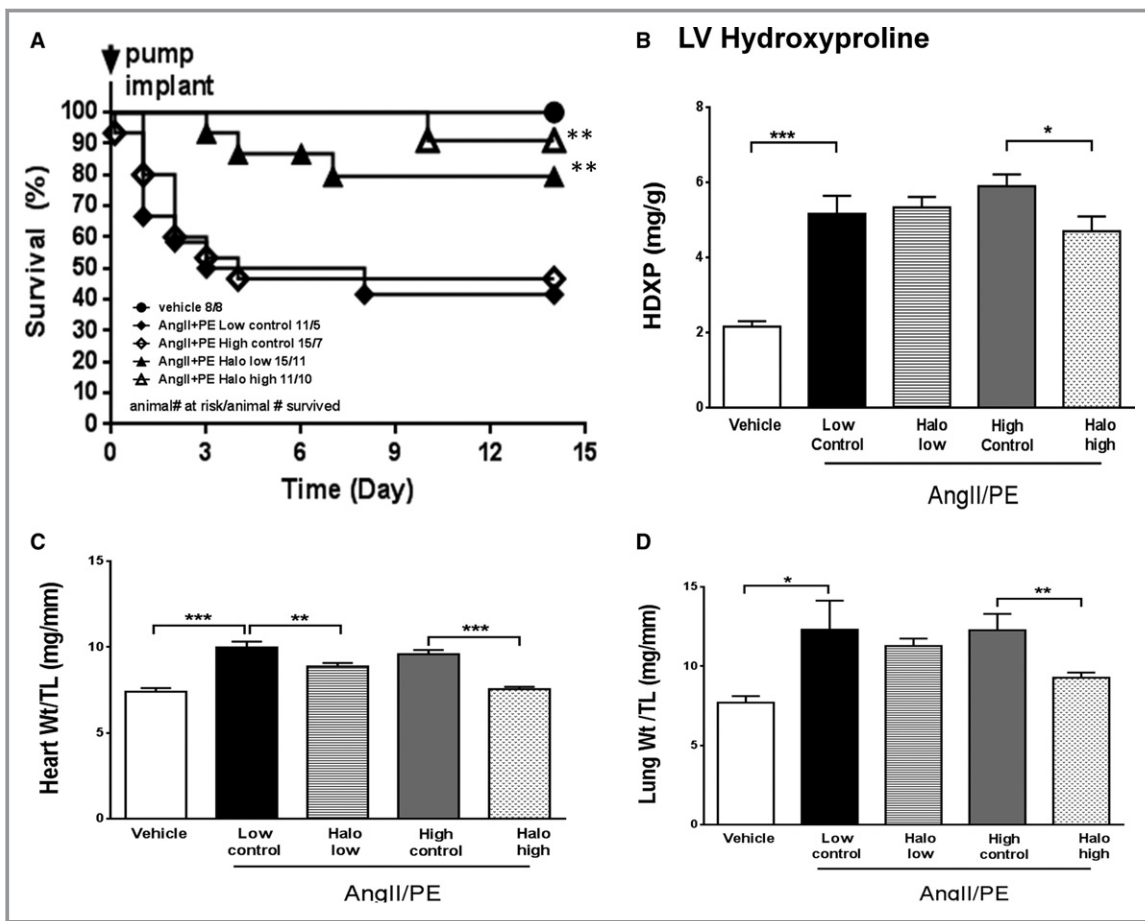 A
pump
implant
100
90
80
70
60
50
40
30
20
10
0
Survival (%)
**
**
vehicle 8/8
AngII+PE Low control 11/5
AngII+PE High control 15/7
AngII+PE Halo low 15/11
AngII+PE Halo high 11/10
animal# at risk/animal # survived
0 3 6 9 12 15
Time (Day)
B LV Hydroxyproline
8
6
4
2
0
HDXP (mg/g)
***
*
Vehicle Low Control Halo low High Control Halo high
AngII/PE
C
15
10
5
0
Heart Wt/TL (mg/mm)
*** ** ***
Vehicle Low control Halo low High control Halo high
AngII/PE
D
15
10
5
0
Lung Wt /TL (mg/mm)
* **
Vehicle Low control Halo low High control Halo high
AngII/PE